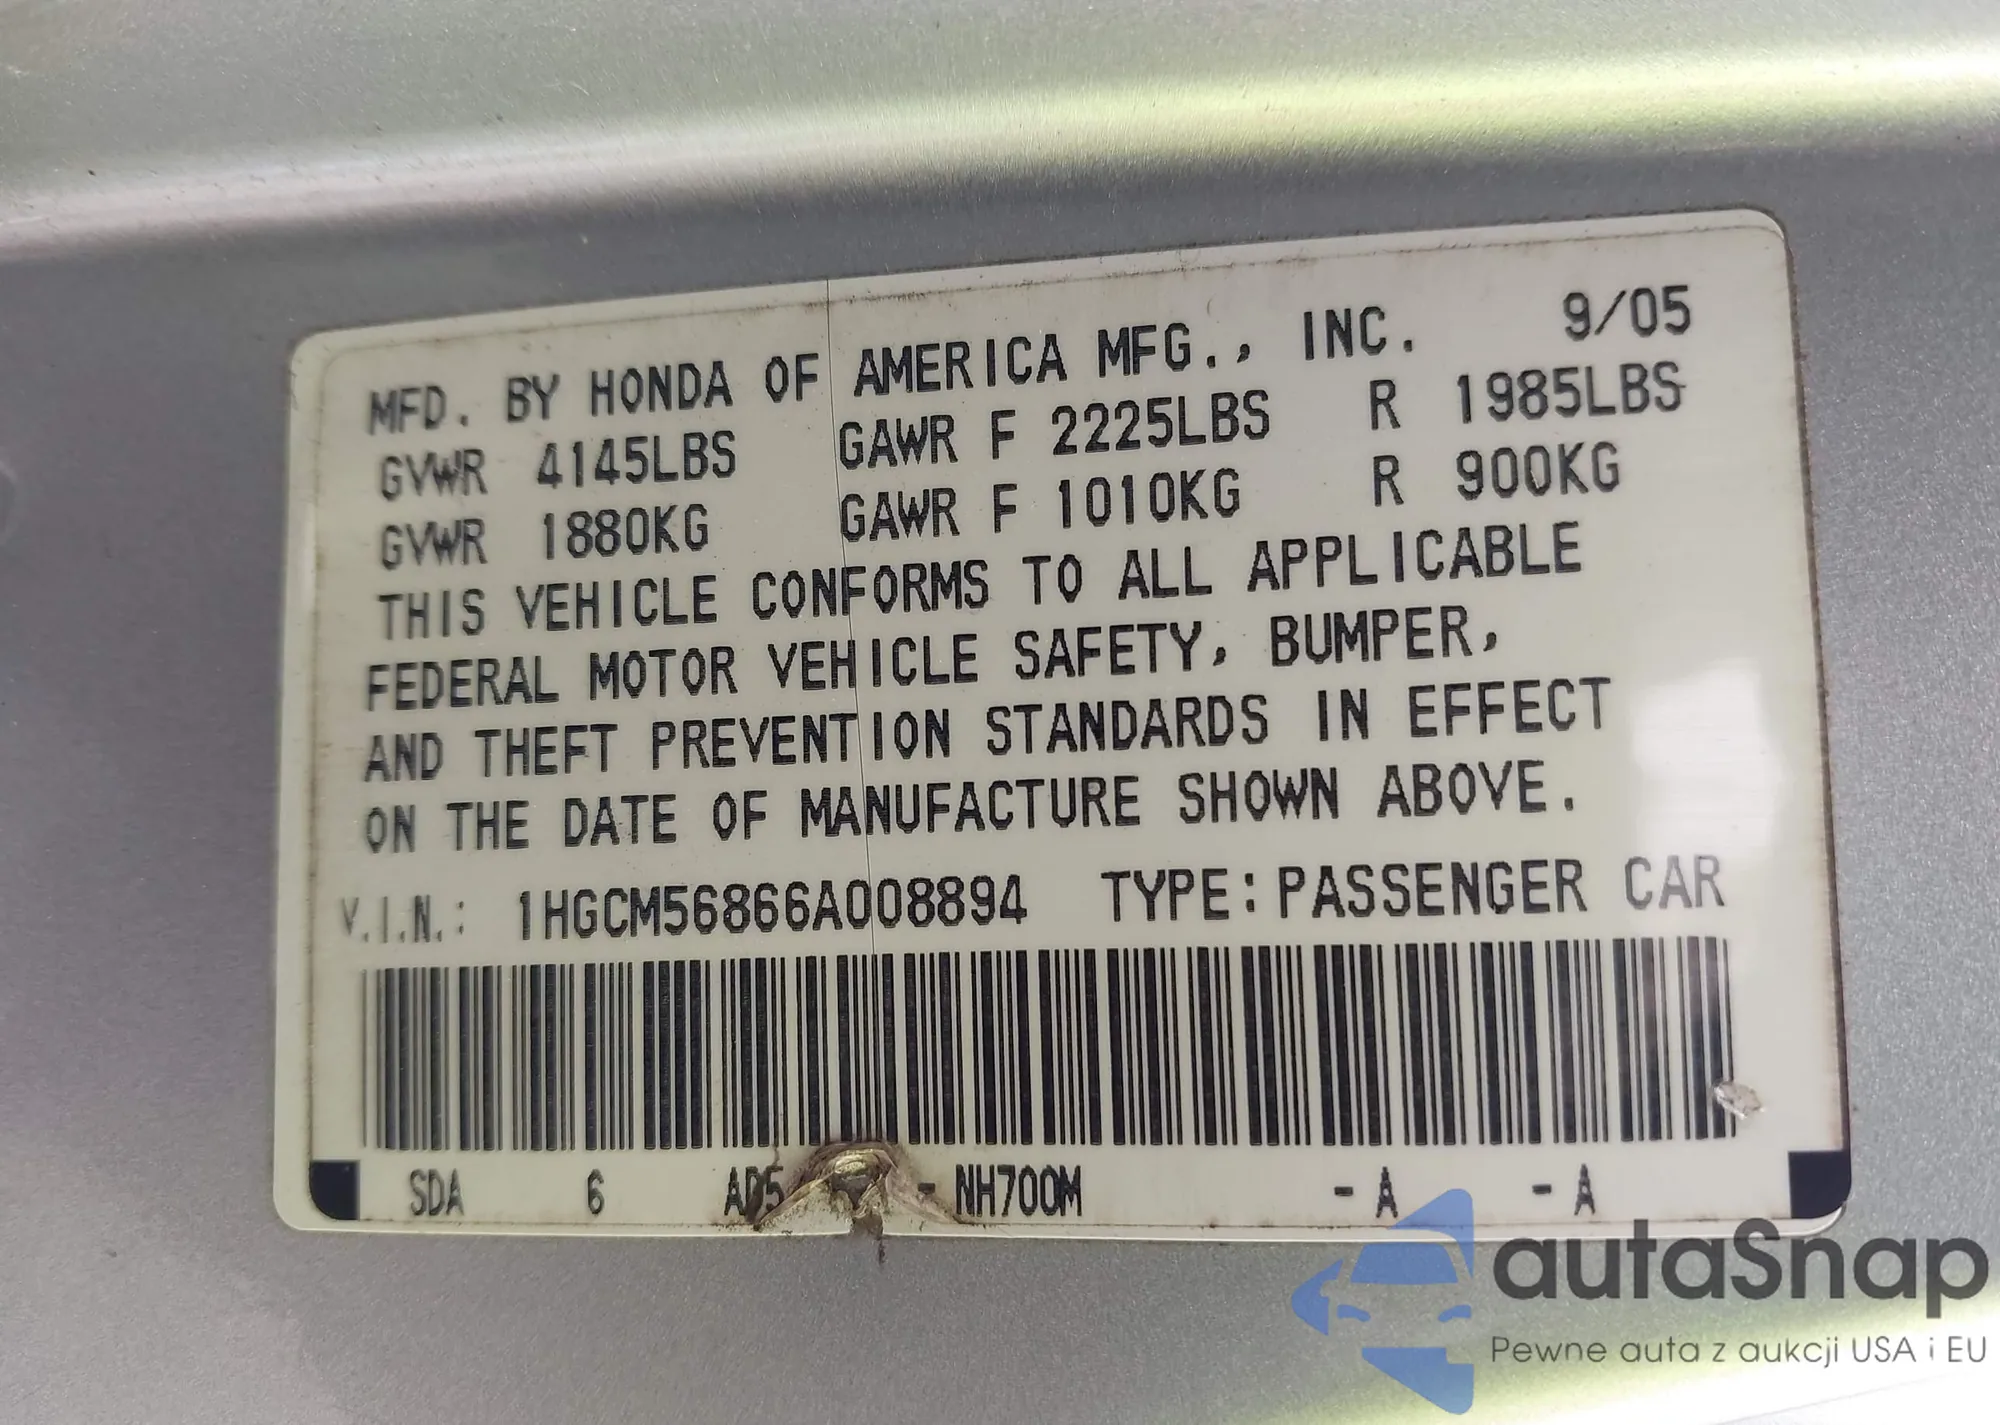 MFD. BY HONDA OF AMERICA MFG., INC. 9/05
GVWR 4145LBS GAWR F 2225LBS R 1985LBS
GVWR 1880KG GAWR F 1010KG R 900KG
THIS VEHICLE CONFORMS TO ALL APPLICABLE
FEDERAL MOTOR VEHICLE SAFETY, BUMPER,
AND THEFT PREVENTION STANDARDS IN EFFECT
ON THE DATE OF MANUFACTURE SHOWN ABOVE.
V.I.N.: 1HGCM56866A008894 TYPE:PASSENGER CAR
SDA 6 AD5 - NH700M - A - A
autaSnap
Pewne auta z aukcji USA i EU